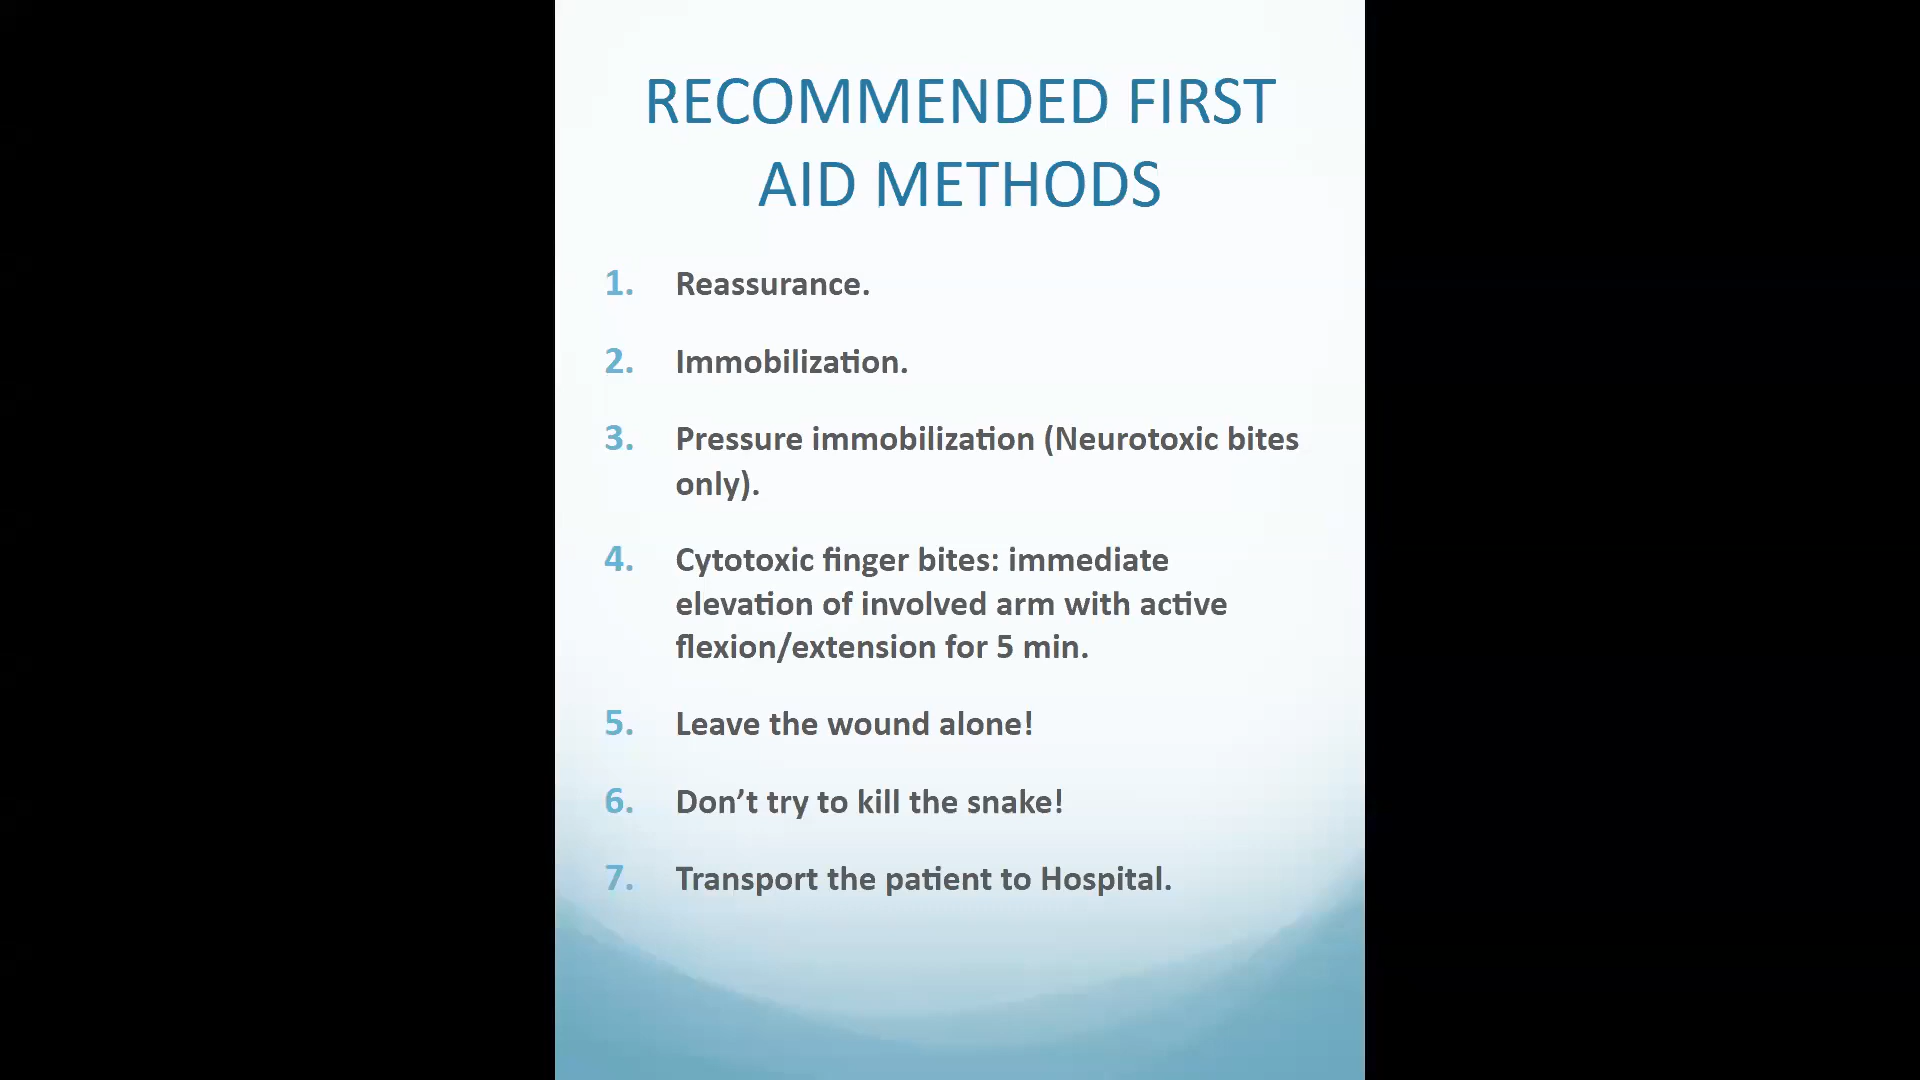 RECOMMENDED FIRST
AID METHODS
1. Reassurance.
2. Immobilization.
3. Pressure immobilization (Neurotoxic bites
only).
4. Cytotoxic finger bites: immediate
elevation of involved arm with active
flexion/extension for 5 min.
5. Leave the wound alone!
6. Don’t try to kill the snake!
7. Transport the patient to Hospital.